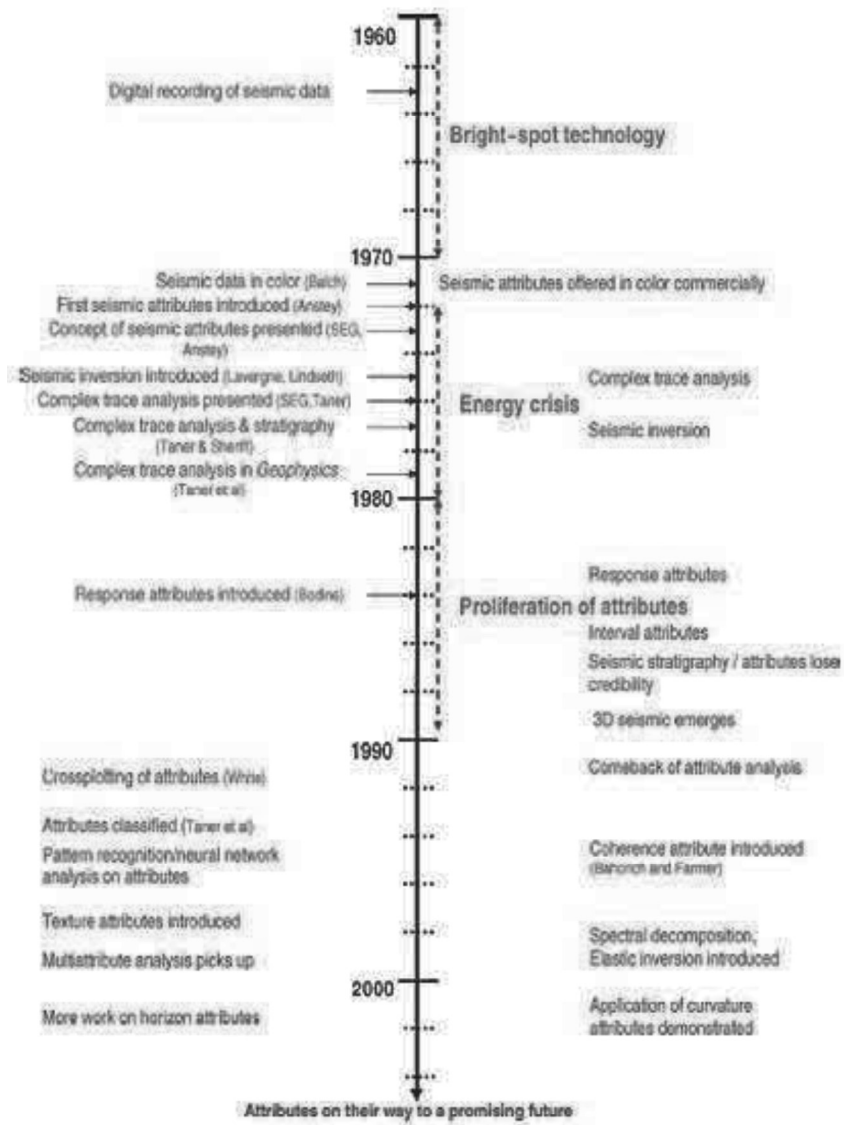 1960
Digital recording of seismic data
Bright-spot technology
1970
Seismic data in color (Balch)
Seismic attributes offered in color commercially
First seismic attributes introduced (Anstey)
Concept of seismic attributes presented (SEG,
Anstey)
Seismic inversion introduced (Lavergne, Lindseth)
Complex trace analysis
Complex trace analysis presented (SEG,Taner)
Energy crisis
Complex trace analysis & stratigraphy
(Taner & Sheriff)
Seismic inversion
Complex trace analysis in Geophysics
(Taner et al)
1980
Response attributes
Response attributes introduced (Bodine)
Proliferation of attributes
Interval attributes
Seismic stratigraphy / attributes lose
credibility
3D seismic emerges
1990
Crossplotting of attributes (White)
Comeback of attribute analysis
Attributes classified (Taner et al)
Pattern recognition/neural network
analysis on attributes
Coherence attribute introduced
(Bahorich and Farmer)
Texture attributes introduced
Spectral decomposition,
Elastic inversion introduced
Multiattribute analysis picks up
2000
More work on horizon attributes
Application of curvature
attributes demonstrated
Attributes on their way to a promising future